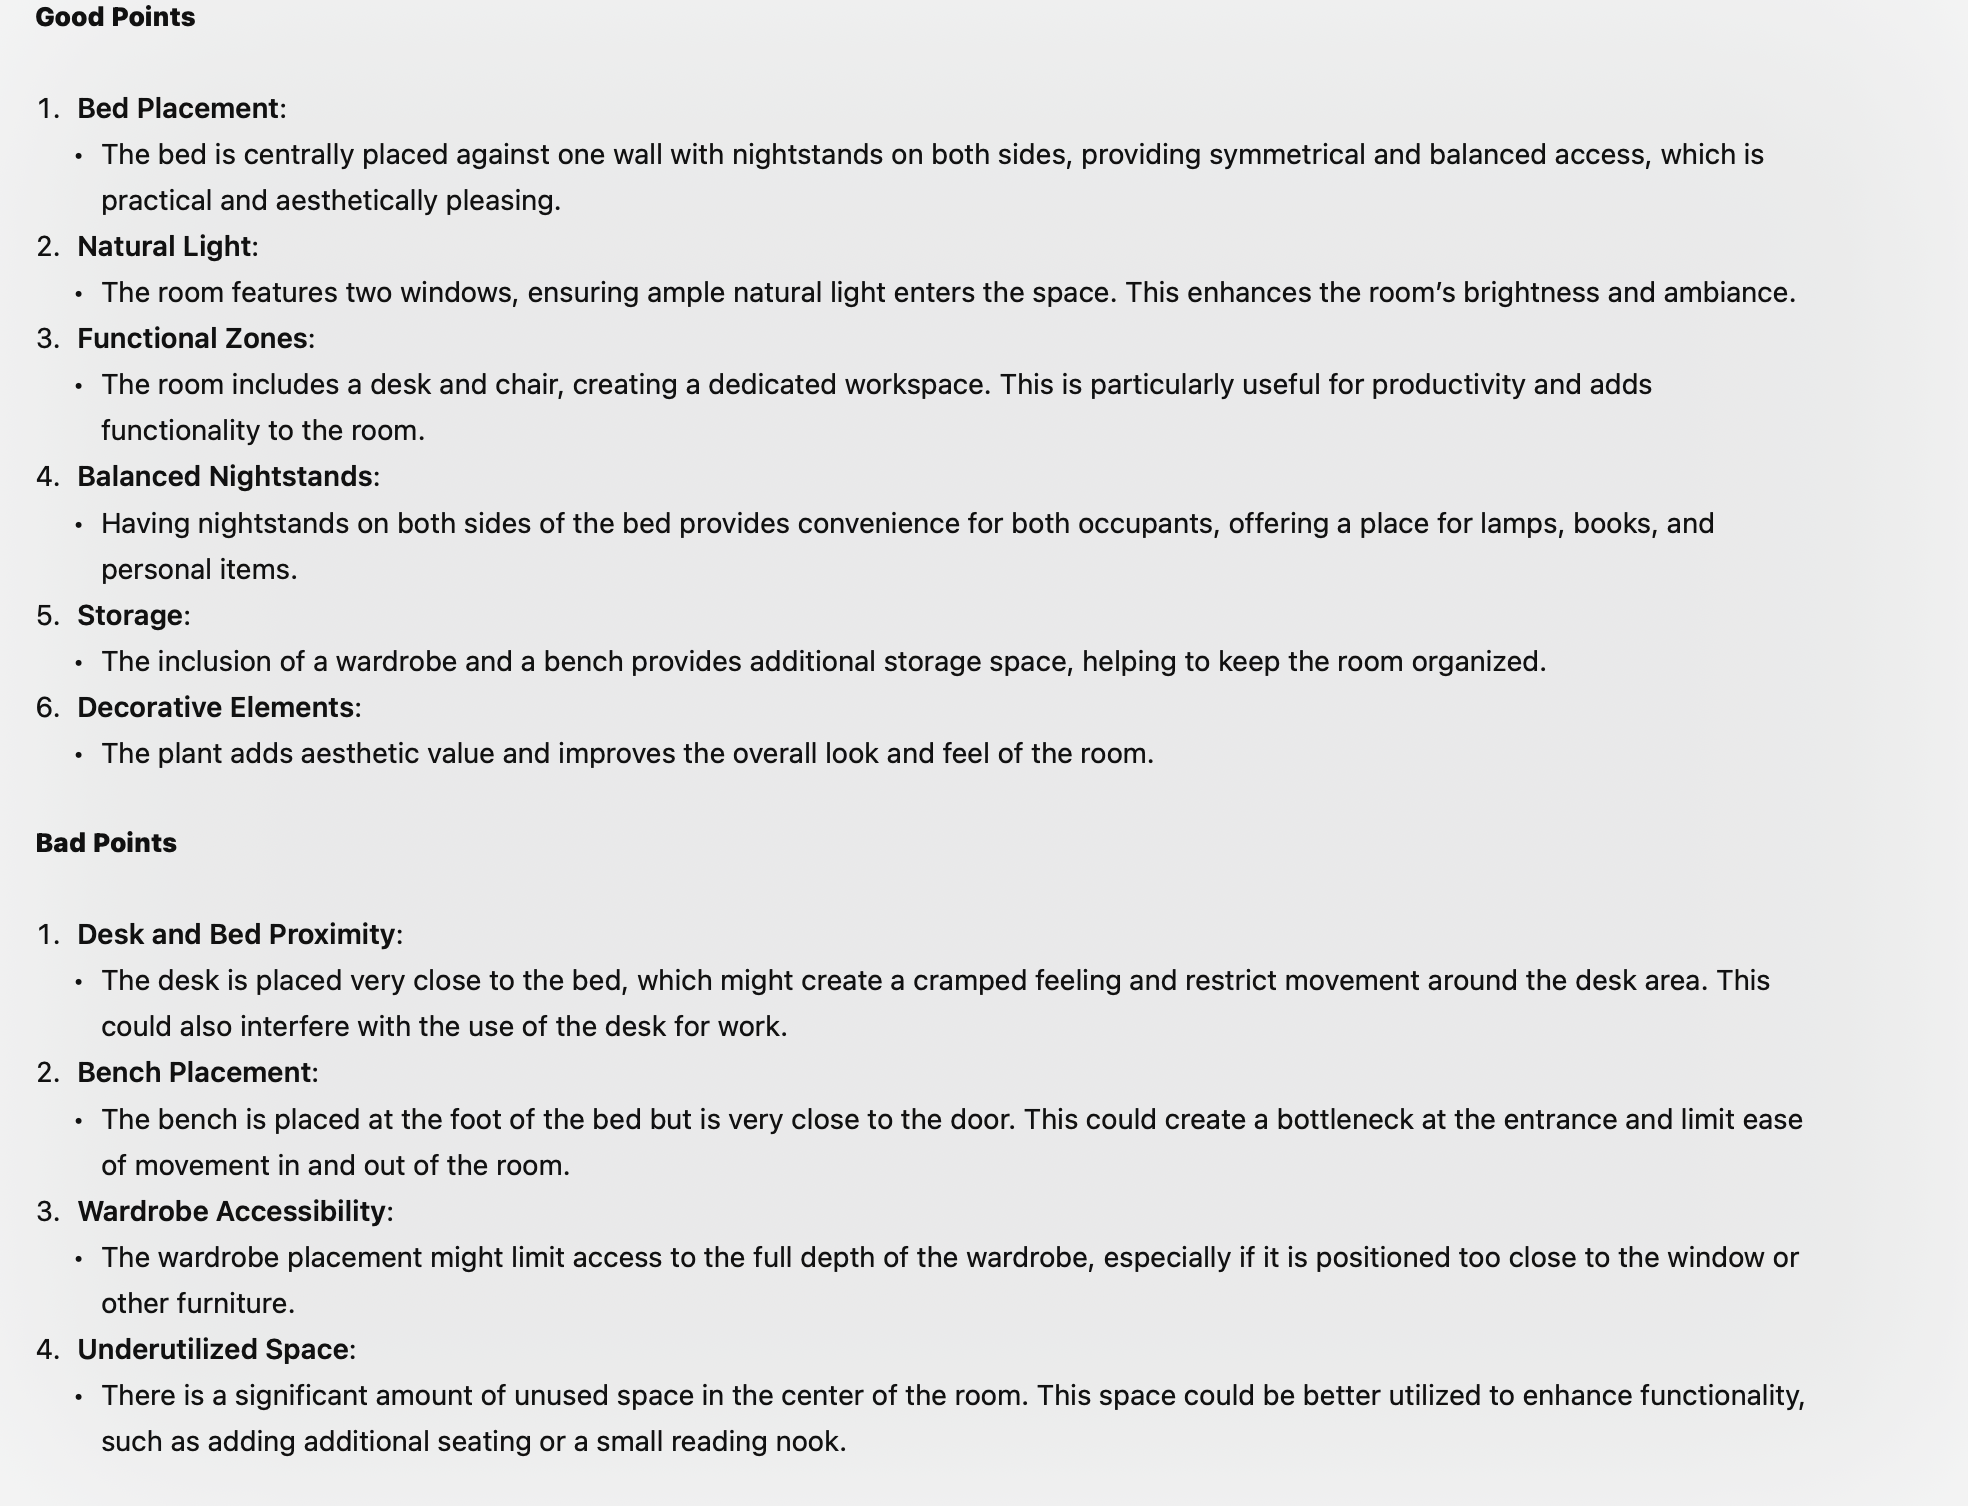 Good Points
1. Bed Placement:
• The bed is centrally placed against one wall with nightstands on both sides, providing symmetrical and balanced access, which is
practical and aesthetically pleasing.
2. Natural Light:
• The room features two windows, ensuring ample natural light enters the space. This enhances the room’s brightness and ambiance.
3. Functional Zones:
• The room includes a desk and chair, creating a dedicated workspace. This is particularly useful for productivity and adds
functionality to the room.
4. Balanced Nightstands:
• Having nightstands on both sides of the bed provides convenience for both occupants, offering a place for lamps, books, and
personal items.
5. Storage:
• The inclusion of a wardrobe and a bench provides additional storage space, helping to keep the room organized.
6. Decorative Elements:
• The plant adds aesthetic value and improves the overall look and feel of the room.
Bad Points
1. Desk and Bed Proximity:
• The desk is placed very close to the bed, which might create a cramped feeling and restrict movement around the desk area. This
could also interfere with the use of the desk for work.
2. Bench Placement:
• The bench is placed at the foot of the bed but is very close to the door. This could create a bottleneck at the entrance and limit ease
of movement in and out of the room.
3. Wardrobe Accessibility:
• The wardrobe placement might limit access to the full depth of the wardrobe, especially if it is positioned too close to the window or
other furniture.
4. Underutilized Space:
• There is a significant amount of unused space in the center of the room. This space could be better utilized to enhance functionality,
such as adding additional seating or a small reading nook.